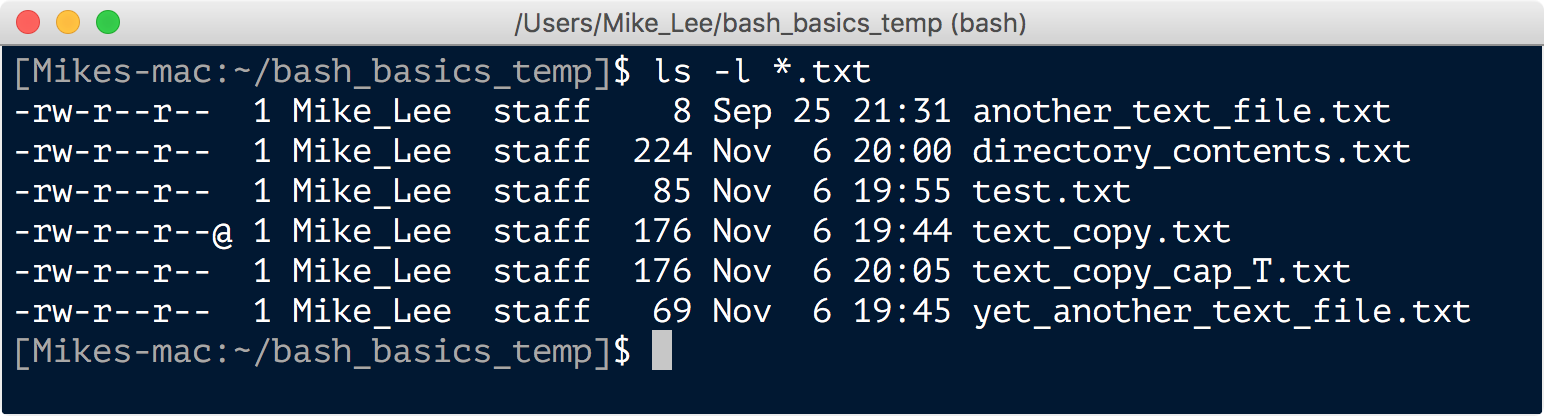 /Users/Mike_Lee/bash_basics_temp (bash)
[Mikes-mac:~/bash_basics_temp]$ ls -l *.txt
-rw-r--r--  1 Mike_Lee  staff    8 Sep 25 21:31 another_text_file.txt
-rw-r--r--  1 Mike_Lee  staff  224 Nov  6 20:00 directory_contents.txt
-rw-r--r--  1 Mike_Lee  staff   85 Nov  6 19:55 test.txt
-rw-r--r--@ 1 Mike_Lee  staff  176 Nov  6 19:44 text_copy.txt
-rw-r--r--  1 Mike_Lee  staff  176 Nov  6 20:05 text_copy_cap_T.txt
-rw-r--r--  1 Mike_Lee  staff   69 Nov  6 19:45 yet_another_text_file.txt
[Mikes-mac:~/bash_basics_temp]$